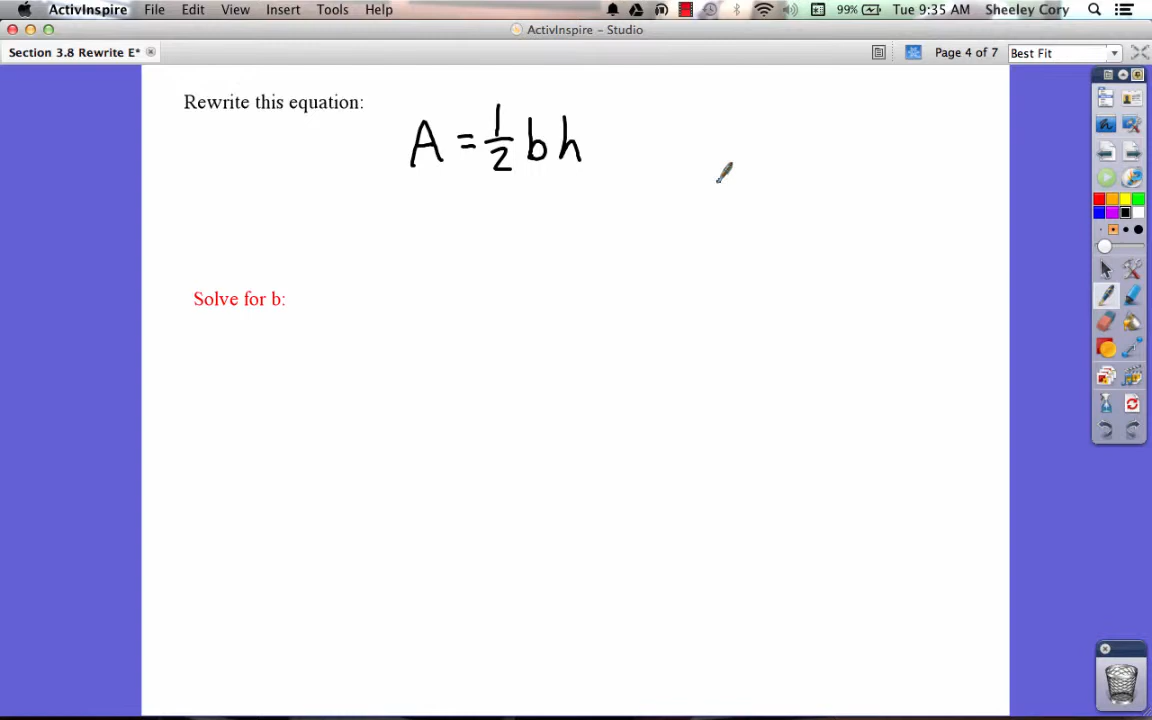 ActivInspire File Edit View Insert Tools Help 99% Tue 9:35 AM Sheeley Cory
ActivInspire – Studio
Section 3.8 Rewrite E* Page 4 of 7 Best Fit
Rewrite this equation:
A = 1/2 b h
Solve for b: